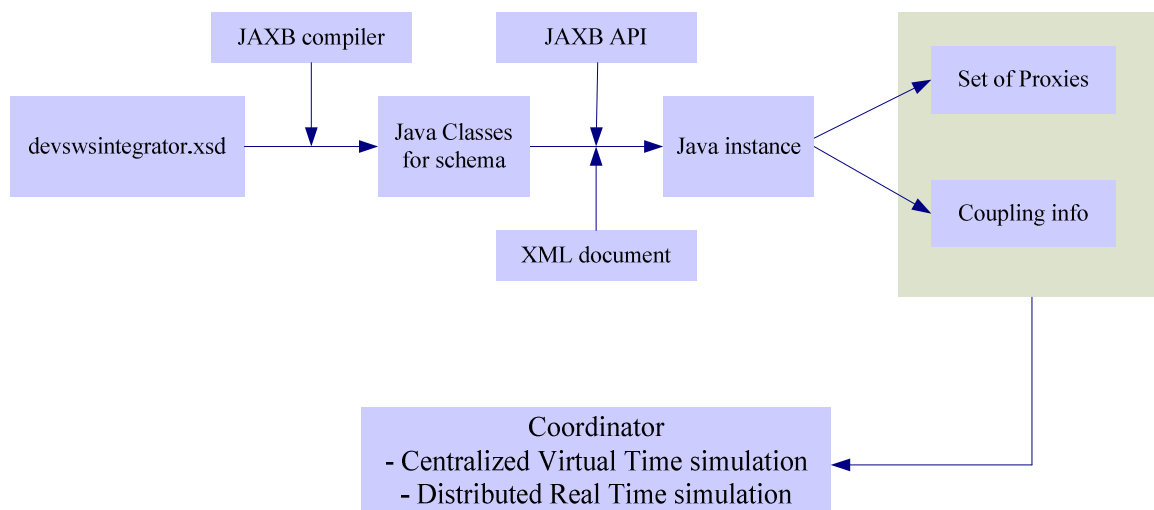 JAXB compiler
JAXB API
Set of Proxies
devswsintegrator.xsd
Java Classes
for schema
Java instance
Coupling info
XML document
Coordinator
- Centralized Virtual Time simulation
- Distributed Real Time simulation